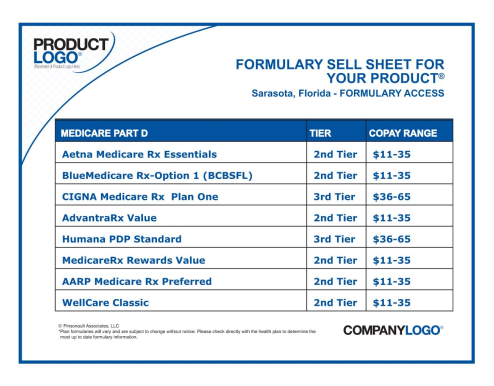 PRODUCT
LOGO®
FORMULARY SELL SHEET FOR
YOUR PRODUCT®
Sarasota, Florida - FORMULARY ACCESS
MEDICARE PART D TIER COPAY RANGE
Aetna Medicare Rx Essentials 2nd Tier $11-35
BlueMedicare Rx-Option 1 (BCBSFL) 2nd Tier $11-35
CIGNA Medicare Rx Plan One 3rd Tier $36-65
AdvantraRx Value 2nd Tier $11-35
Humana PDP Standard 3rd Tier $36-65
MedicareRx Rewards Value 2nd Tier $11-35
AARP Medicare Rx Preferred 2nd Tier $11-35
WellCare Classic 2nd Tier $11-35
© Pinsonault Associates, LLC
*Plan formularies will vary and are subject to change without notice. Please check directly with the health plan to determine the
most up to date formulary information.
COMPANYLOGO®